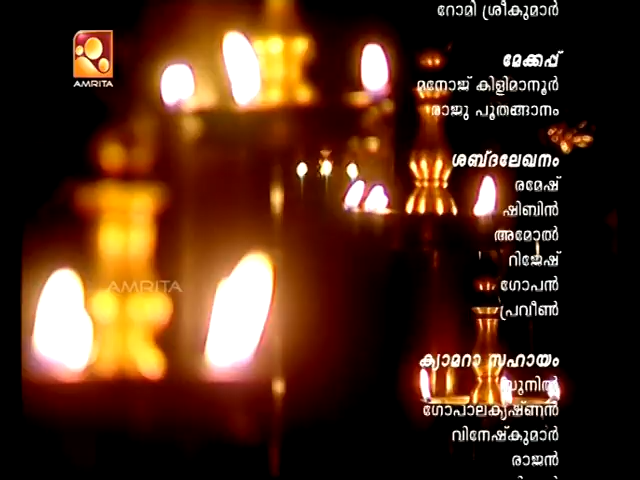 റോമി ശ്രീകുമാർ
AMRITA
മേക്കപ്പ്
മനോജ് കിളിമാനൂർ
രാജു പൂതങ്ങാനം
ശബ്ദലേഖനം
രമേഷ്
ഷിബിൻ
അമോൽ
റിജേഷ്
AMRITA
ഗോപൻ
പ്രവീൺ
ക്യാമറാ സഹായം
സുനിൽ
ഗോപാലകൃഷ്ണൻ
വിനേഷ്കുമാർ
രാജൻ